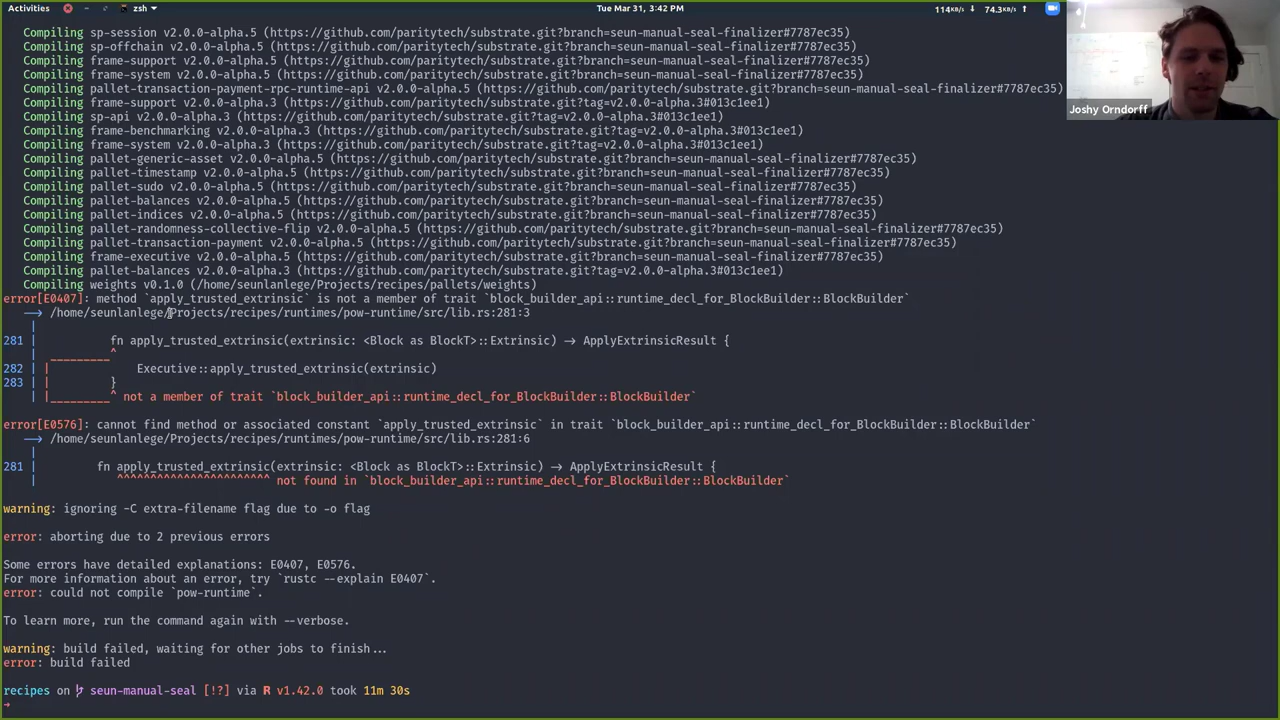 Activities zsh Tue Mar 31, 3:42 PM 114KB/s ↓ 74.3KB/s ↑
Compiling sp-session v2.0.0-alpha.5 (https://github.com/paritytech/substrate.git?branch=seun-manual-seal-finalizer#7787ec35)
Compiling sp-offchain v2.0.0-alpha.5 (https://github.com/paritytech/substrate.git?branch=seun-manual-seal-finalizer#7787ec35)
Compiling frame-support v2.0.0-alpha.5 (https://github.com/paritytech/substrate.git?branch=seun-manual-seal-finalizer#7787ec35)
Compiling frame-system v2.0.0-alpha.5 (https://github.com/paritytech/substrate.git?branch=seun-manual-seal-finalizer#7787ec35)
Compiling pallet-transaction-payment-rpc-runtime-api v2.0.0-alpha.5 (https://github.com/paritytech/substrate.git?branch=seun-manual-seal-finalizer#7787ec35)
Compiling frame-support v2.0.0-alpha.3 (https://github.com/paritytech/substrate.git?tag=v2.0.0-alpha.3#013c1ee1)
Compiling sp-api v2.0.0-alpha.3 (https://github.com/paritytech/substrate.git?tag=v2.0.0-alpha.3#013c1ee1)
Compiling frame-benchmarking v2.0.0-alpha.3 (https://github.com/paritytech/substrate.git?tag=v2.0.0-alpha.3#013c1ee1)
Compiling frame-system v2.0.0-alpha.3 (https://github.com/paritytech/substrate.git?tag=v2.0.0-alpha.3#013c1ee1)
Compiling pallet-generic-asset v2.0.0-alpha.5 (https://github.com/paritytech/substrate.git?branch=seun-manual-seal-finalizer#7787ec35)
Compiling pallet-timestamp v2.0.0-alpha.5 (https://github.com/paritytech/substrate.git?branch=seun-manual-seal-finalizer#7787ec35)
Compiling pallet-sudo v2.0.0-alpha.5 (https://github.com/paritytech/substrate.git?branch=seun-manual-seal-finalizer#7787ec35)
Compiling pallet-balances v2.0.0-alpha.5 (https://github.com/paritytech/substrate.git?branch=seun-manual-seal-finalizer#7787ec35)
Compiling pallet-indices v2.0.0-alpha.5 (https://github.com/paritytech/substrate.git?branch=seun-manual-seal-finalizer#7787ec35)
Compiling pallet-randomness-collective-flip v2.0.0-alpha.5 (https://github.com/paritytech/substrate.git?branch=seun-manual-seal-finalizer#7787ec35)
Compiling pallet-transaction-payment v2.0.0-alpha.5 (https://github.com/paritytech/substrate.git?branch=seun-manual-seal-finalizer#7787ec35)
Compiling frame-executive v2.0.0-alpha.5 (https://github.com/paritytech/substrate.git?branch=seun-manual-seal-finalizer#7787ec35)
Compiling pallet-balances v2.0.0-alpha.3 (https://github.com/paritytech/substrate.git?tag=v2.0.0-alpha.3#013c1ee1)
Compiling weights v0.1.0 (/home/seunlanlege/Projects/recipes/pallets/weights)
error[E0407]: method `apply_trusted_extrinsic` is not a member of trait `block_builder_api::runtime_decl_for_BlockBuilder::BlockBuilder`
--> /home/seunlanlege/Projects/recipes/runtimes/pow-runtime/src/lib.rs:281:3
|
281 | fn apply_trusted_extrinsic(extrinsic: <Block as BlockT>::Extrinsic) -> ApplyExtrinsicResult {
| _________^
282 | | Executive::apply_trusted_extrinsic(extrinsic)
283 | | }
| |_________^ not a member of trait `block_builder_api::runtime_decl_for_BlockBuilder::BlockBuilder`
error[E0576]: cannot find method or associated constant `apply_trusted_extrinsic` in trait `block_builder_api::runtime_decl_for_BlockBuilder::BlockBuilder`
--> /home/seunlanlege/Projects/recipes/runtimes/pow-runtime/src/lib.rs:281:6
|
281 | fn apply_trusted_extrinsic(extrinsic: <Block as BlockT>::Extrinsic) -> ApplyExtrinsicResult {
| ^^^^^^^^^^^^^^^^^^^^^^^ not found in `block_builder_api::runtime_decl_for_BlockBuilder::BlockBuilder`
warning: ignoring -C extra-filename flag due to -o flag
error: aborting due to 2 previous errors
Some errors have detailed explanations: E0407, E0576.
For more information about an error, try `rustc --explain E0407`.
error: could not compile `pow-runtime`.
To learn more, run the command again with --verbose.
warning: build failed, waiting for other jobs to finish...
error: build failed
recipes on seun-manual-seal [!?] via R v1.42.0 took 11m 30s
→
Joshy Orndorff